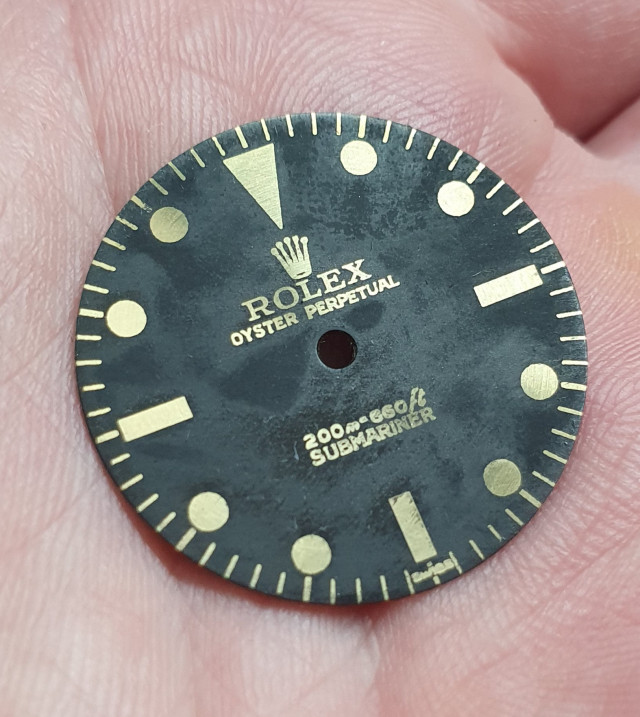 ROLEX
OYSTER PERPETUAL
200m=660ft
SUBMARINER
SWISS